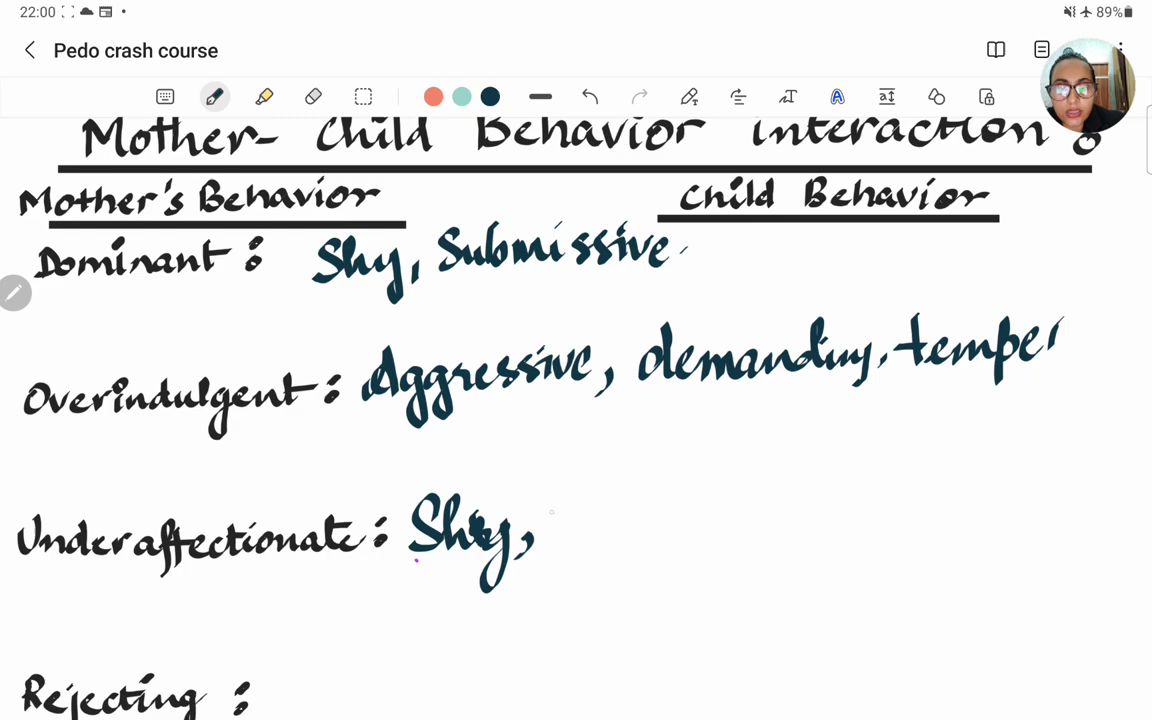 22:00 89%
Pedo crash course
Mother- Child Behavior interaction :
Mother's Behavior Child Behavior
Dominant : Shy, Submissive
Overindulgent : Aggressive, demanding, temper
Underaffectionate : Shy,
Rejecting :